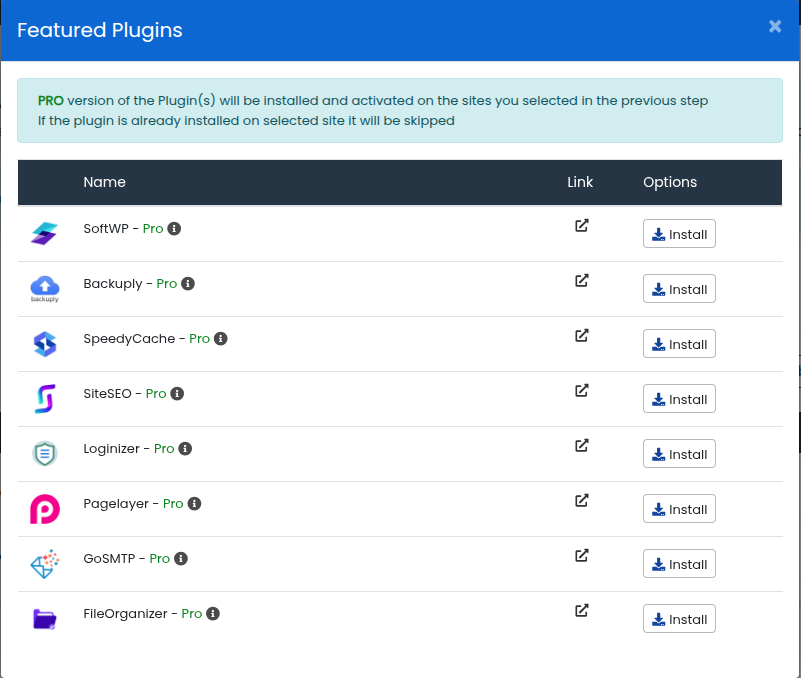 Featured Plugins
×
PRO version of the Plugin(s) will be installed and activated on the sites you selected in the previous step
If the plugin is already installed on selected site it will be skipped
Name Link Options
SoftWP - Pro Install
Backuply - Pro Install
backuply
SpeedyCache - Pro Install
SiteSEO - Pro Install
Loginizer - Pro Install
Pagelayer - Pro Install
GoSMTP - Pro Install
FileOrganizer - Pro Install